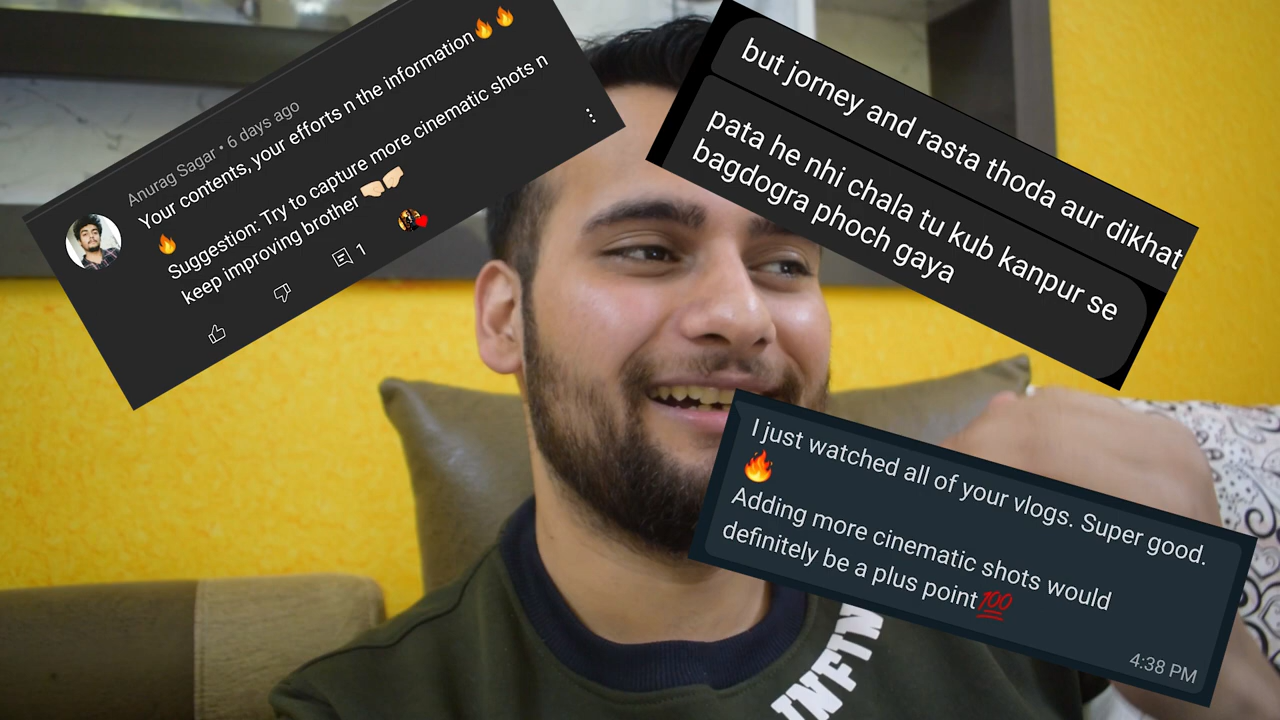 Anurag Sagar • 6 days ago
Your contents, your efforts n the information🔥🔥
🔥
Suggestion: Try to capture more cinematic shots n
keep improving brother🤜🏻🤛🏻
1
but jorney and rasta thoda aur dikhat
pata he nhi chala tu kub kanpur se
bagdogra phoch gaya
I just watched all of your vlogs. Super good.
🔥
Adding more cinematic shots would
definitely be a plus point💯
4:38 PM